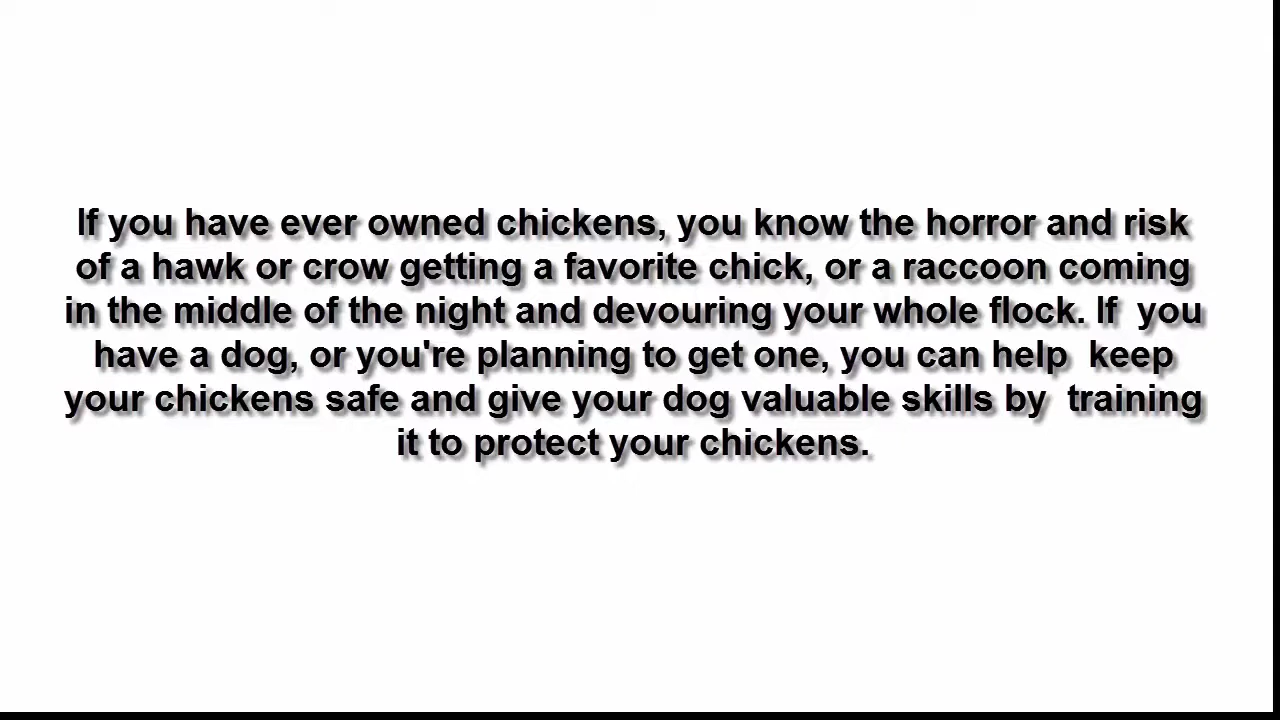 If you have ever owned chickens, you know the horror and risk
of a hawk or crow getting a favorite chick, or a raccoon coming
in the middle of the night and devouring your whole flock. If  you
have a dog, or you're planning to get one, you can help  keep
your chickens safe and give your dog valuable skills by  training
it to protect your chickens.